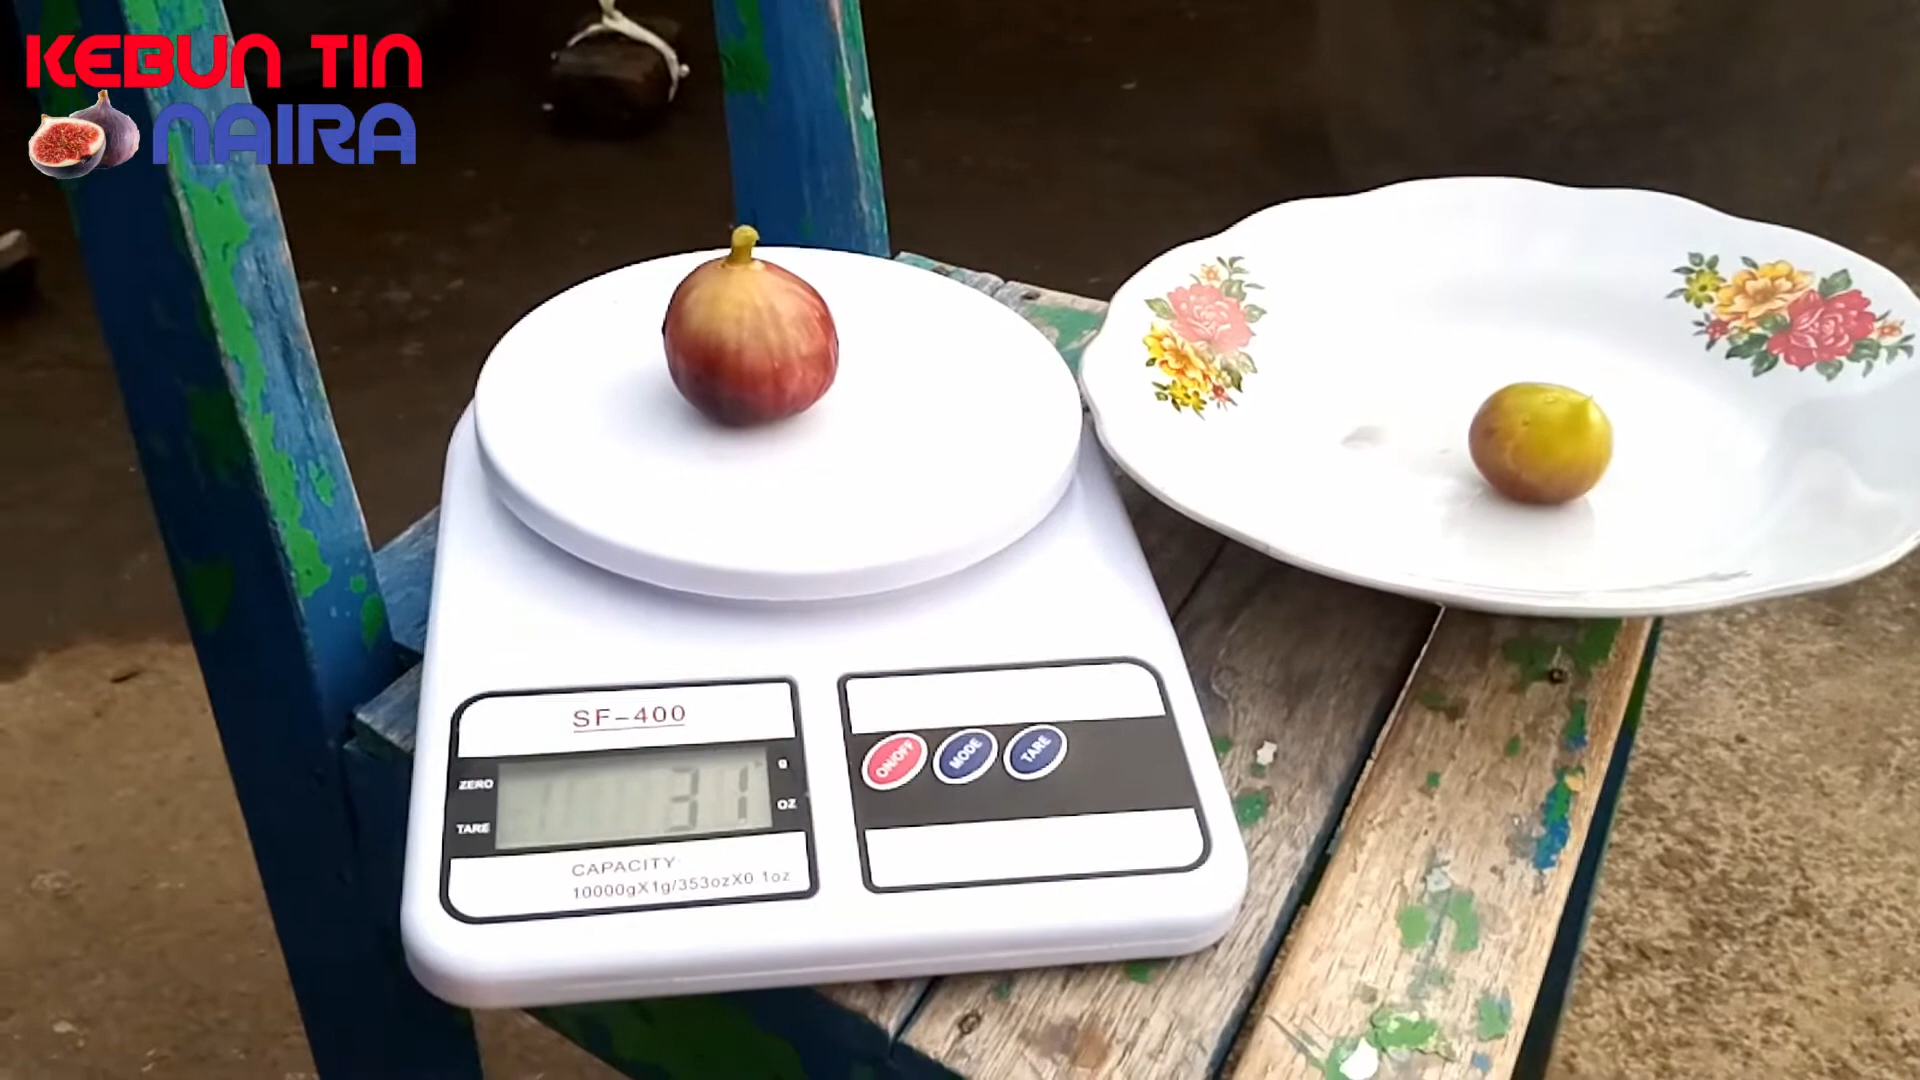 KEBUN TIN
NAIRA
SF-400
ZERO
TARE
31
g
OZ
CAPACITY
10000gX1g/353ozX0.1oz
ON/OFF
MODE
TARE